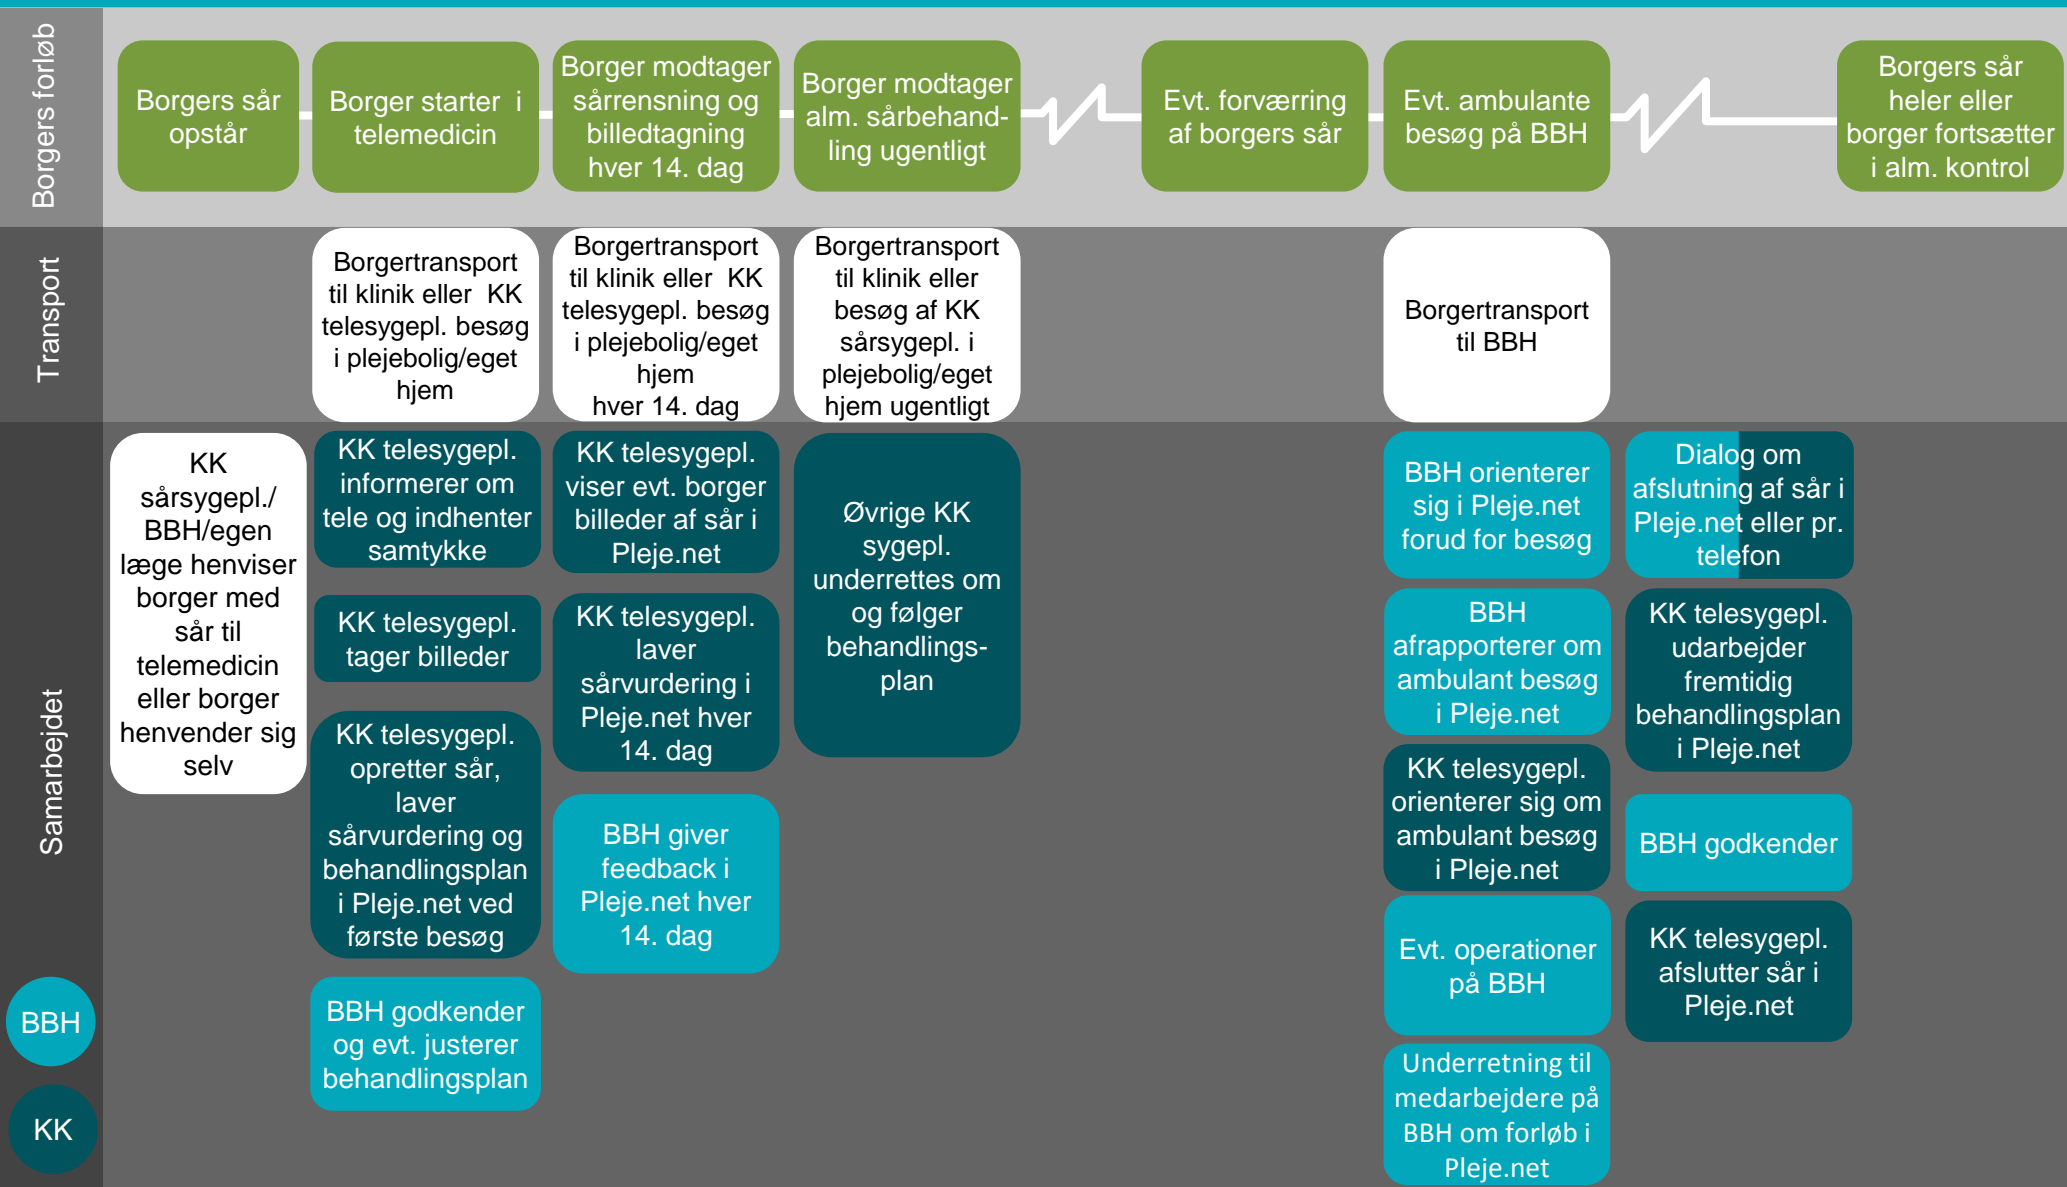 Borgers forløb
Borgers sår
opstår
Borger starter i
telemedicin
Borger modtager
sårrensning og
billedtagning
hver 14. dag
Borger modtager
alm. sårbehand-
ling ugentligt
Evt. forværring
af borgers sår
Evt. ambulante
besøg på BBH
Borgers sår
heler eller
borger fortsætter
i alm. kontrol
Transport
Borgertransport
til klinik eller KK
telesygepl. besøg
i plejebolig/eget
hjem
Borgertransport
til klinik eller KK
telesygepl. besøg
i plejebolig/eget
hjem
hver 14. dag
Borgertransport
til klinik eller
besøg af KK
sårsygepl. i
plejebolig/eget
hjem ugentligt
Borgertransport
til BBH
Samarbejdet
KK
sårsygepl./
BBH/egen
læge henviser
borger med
sår til
telemedicin
eller borger
henvender sig
selv
KK telesygepl.
informerer om
tele og indhenter
samtykke
KK telesygepl.
tager billeder
KK telesygepl.
opretter sår,
laver
sårvurdering og
behandlingsplan
i Pleje.net ved
første besøg
BBH godkender
og evt. justerer
behandlingsplan
KK telesygepl.
viser evt. borger
billeder af sår i
Pleje.net
KK telesygepl.
laver
sårvurdering i
Pleje.net hver
14. dag
BBH giver
feedback i
Pleje.net hver
14. dag
Øvrige KK
sygepl.
underrettes om
og følger
behandlings-
plan
BBH orienterer
sig i Pleje.net
forud for besøg
BBH
afrapporterer om
ambulant besøg
i Pleje.net
KK telesygepl.
orienterer sig om
ambulant besøg
i Pleje.net
Evt. operationer
på BBH
Underretning til
medarbejdere på
BBH om forløb i
Pleje.net
Dialog om
afslutning af sår i
Pleje.net eller pr.
telefon
KK telesygepl.
udarbejder
fremtidig
behandlingsplan
i Pleje.net
BBH godkender
KK telesygepl.
afslutter sår i
Pleje.net
BBH
KK